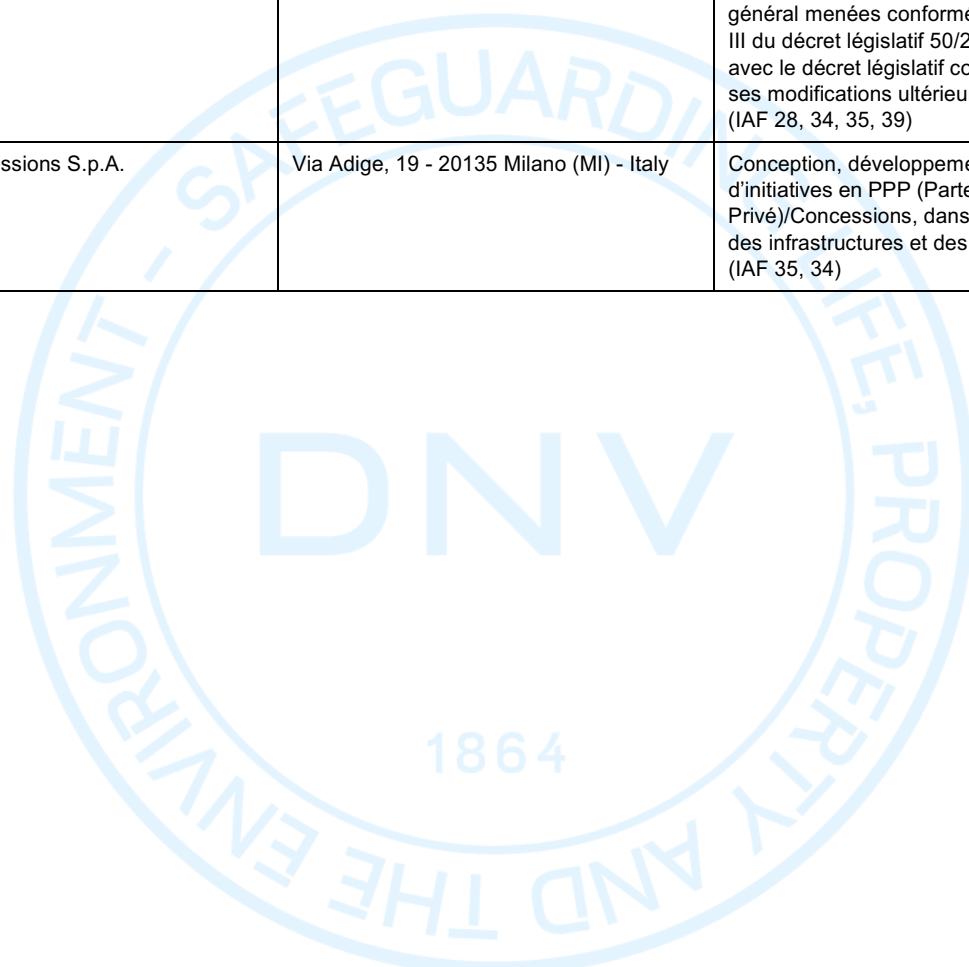 général menées conformé
III du décret législatif 50/2
avec le décret législatif co
ses modifications ultérieu
(IAF 28, 34, 35, 39)
ssions S.p.A.
Via Adige, 19 - 20135 Milano (MI) - Italy
Conception, développeme
d'initiatives en PPP (Parte
Privé)/Concessions, dans
des infrastructures et des
(IAF 35, 34)
SAFEGUARDING LIFE, PROPERTY AND THE ENVIRONMENT -
DNV
1864